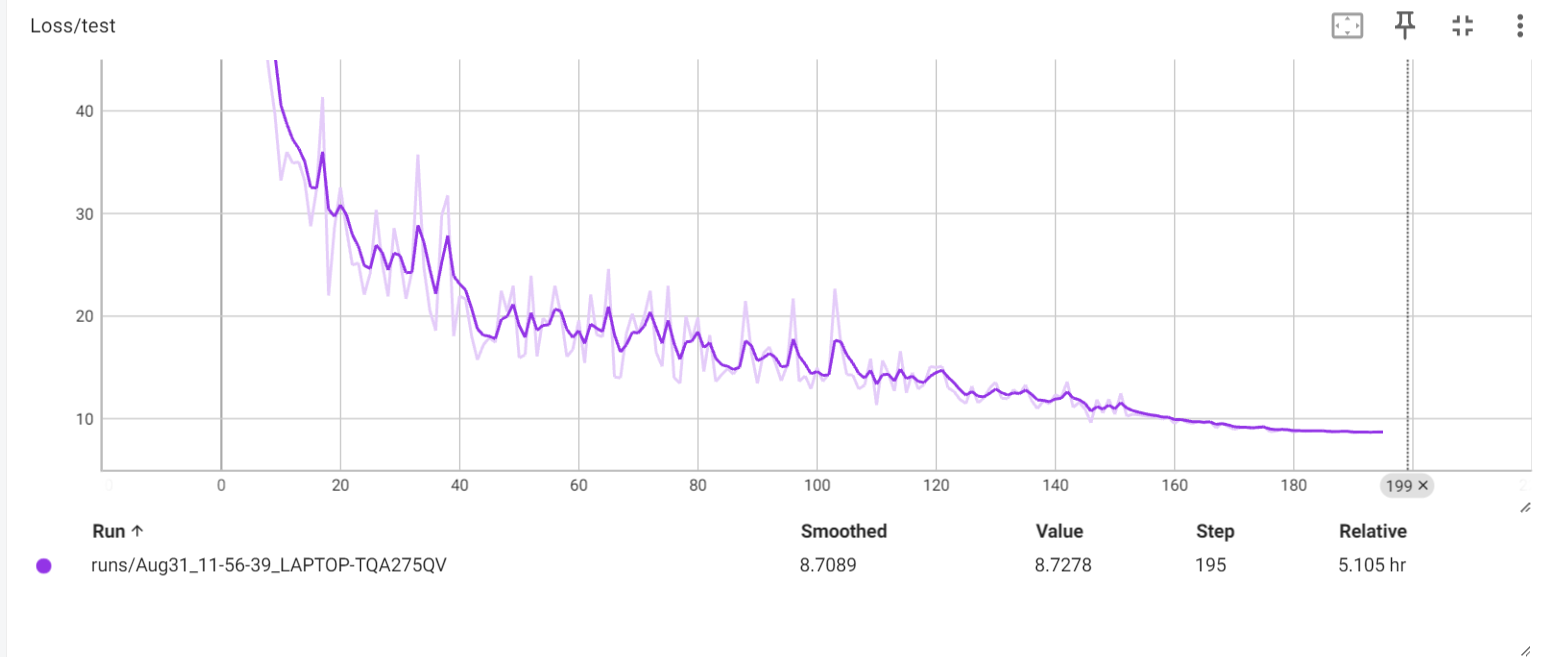 Loss/test
40
30
20
10
0 20 40 60 80 100 120 140 160 180 199 ×
Run ↑ Smoothed Value Step Relative
runs/Aug31_11-56-39_LAPTOP-TQA275QV 8.7089 8.7278 195 5.105 hr